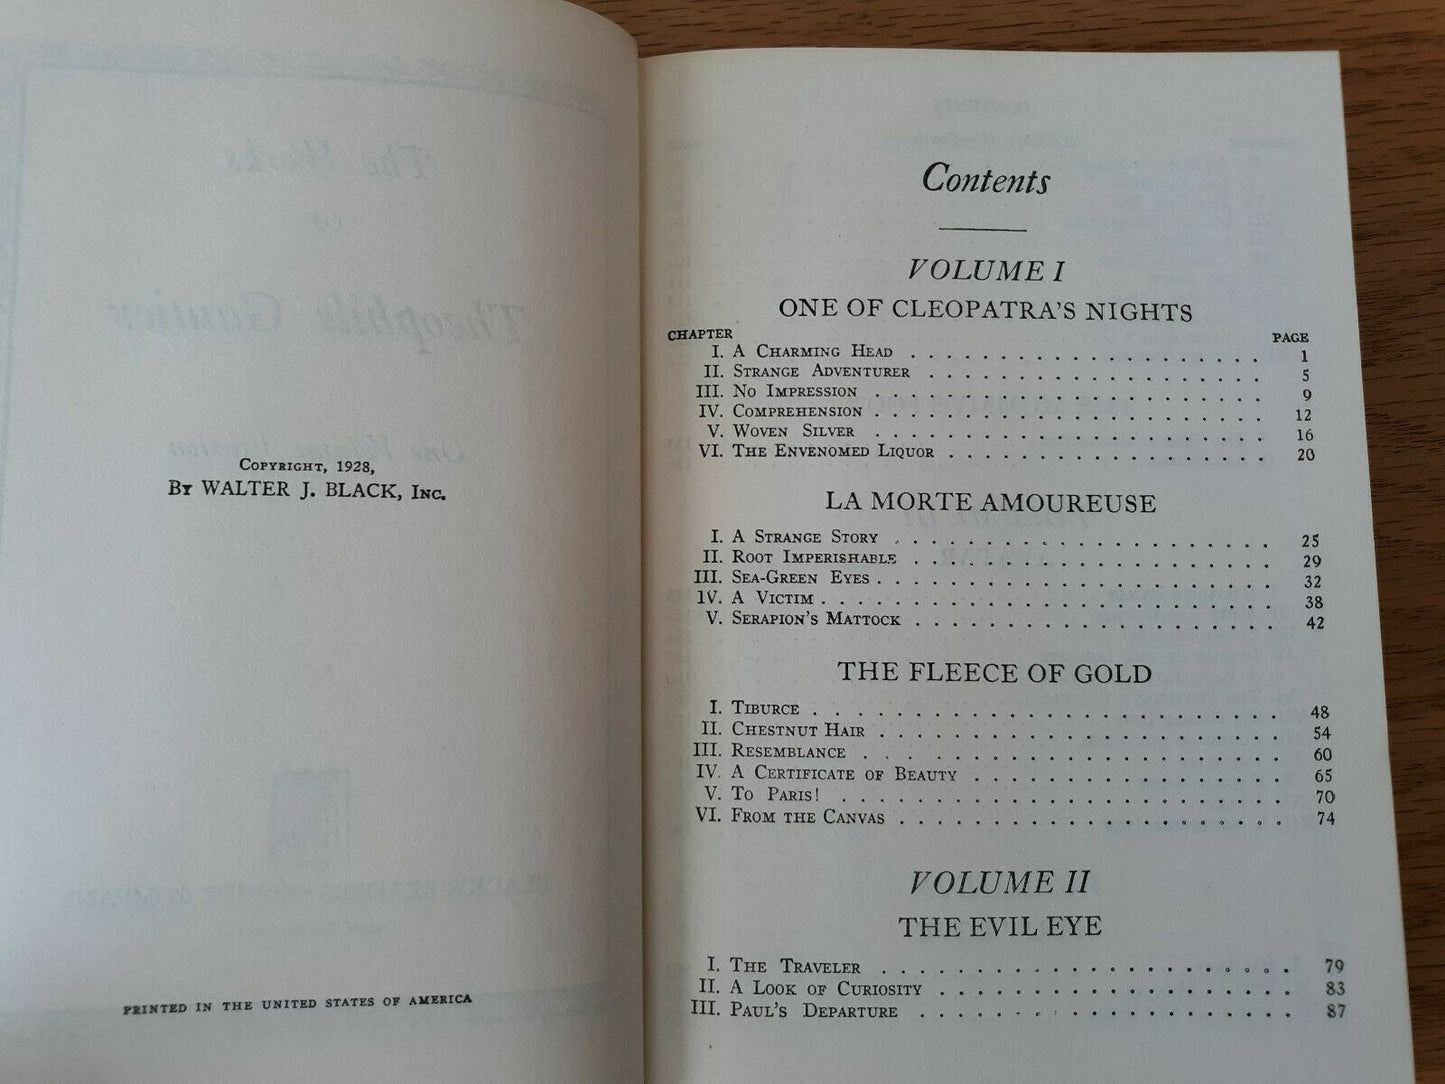 COPYRIGHT, 1928,
BY WALTER J. BLACK, INC.
PRINTED IN THE UNITED STATES OF AMERICA
Contents
VOLUME I
ONE OF CLEOPATRA'S NIGHTS
CHAPTER PAGE
I. A CHARMING HEAD . . . . . . . . . . . . . . . . . . . 1
II. STRANGE ADVENTURER . . . . . . . . . . . . . . . . . . 5
III. NO IMPRESSION . . . . . . . . . . . . . . . . . . . . . 9
IV. COMPREHENSION . . . . . . . . . . . . . . . . . . . . . 12
V. WOVEN SILVER . . . . . . . . . . . . . . . . . . . . . 16
VI. THE ENVENOMED LIQUOR . . . . . . . . . . . . . . . . . 20
LA MORTE AMOUREUSE
I. A STRANGE STORY . . . . . . . . . . . . . . . . . . . . 25
II. ROOT IMPERISHABLE . . . . . . . . . . . . . . . . . . . 29
III. SEA-GREEN EYES . . . . . . . . . . . . . . . . . . . . . 32
IV. A VICTIM . . . . . . . . . . . . . . . . . . . . . . . . 38
V. SERAPION'S MATTOCK . . . . . . . . . . . . . . . . . . . 42
THE FLEECE OF GOLD
I. TIBURCE . . . . . . . . . . . . . . . . . . . . . . . . 48
II. CHESTNUT HAIR . . . . . . . . . . . . . . . . . . . . . 54
III. RESEMBLANCE . . . . . . . . . . . . . . . . . . . . . . 60
IV. A CERTIFICATE OF BEAUTY . . . . . . . . . . . . . . . . . 65
V. TO PARIS! . . . . . . . . . . . . . . . . . . . . . . . 70
VI. FROM THE CANVAS . . . . . . . . . . . . . . . . . . . . 74
VOLUME II
THE EVIL EYE
I. THE TRAVELER . . . . . . . . . . . . . . . . . . . . . 79
II. A LOOK OF CURIOSITY . . . . . . . . . . . . . . . . . . 83
III. PAUL'S DEPARTURE . . . . . . . . . . . . . . . . . . . . 87